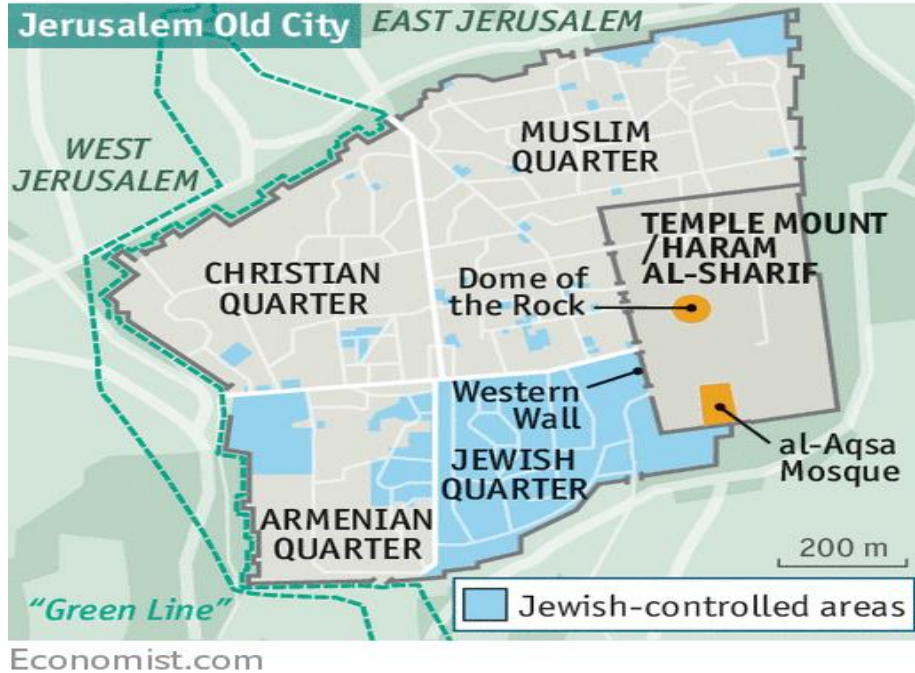 Jerusalem Old City
EAST JERUSALEM
WEST
JERUSALEM
MUSLIM
QUARTER
TEMPLE MOUNT
/HARAM
AL-SHARIF
CHRISTIAN
QUARTER
Dome of
the Rock
Western
Wall
JEWISH
QUARTER
al-Aqsa
Mosque
ARMENIAN
QUARTER
200 m
“Green Line”
Jewish-controlled areas
Economist.com